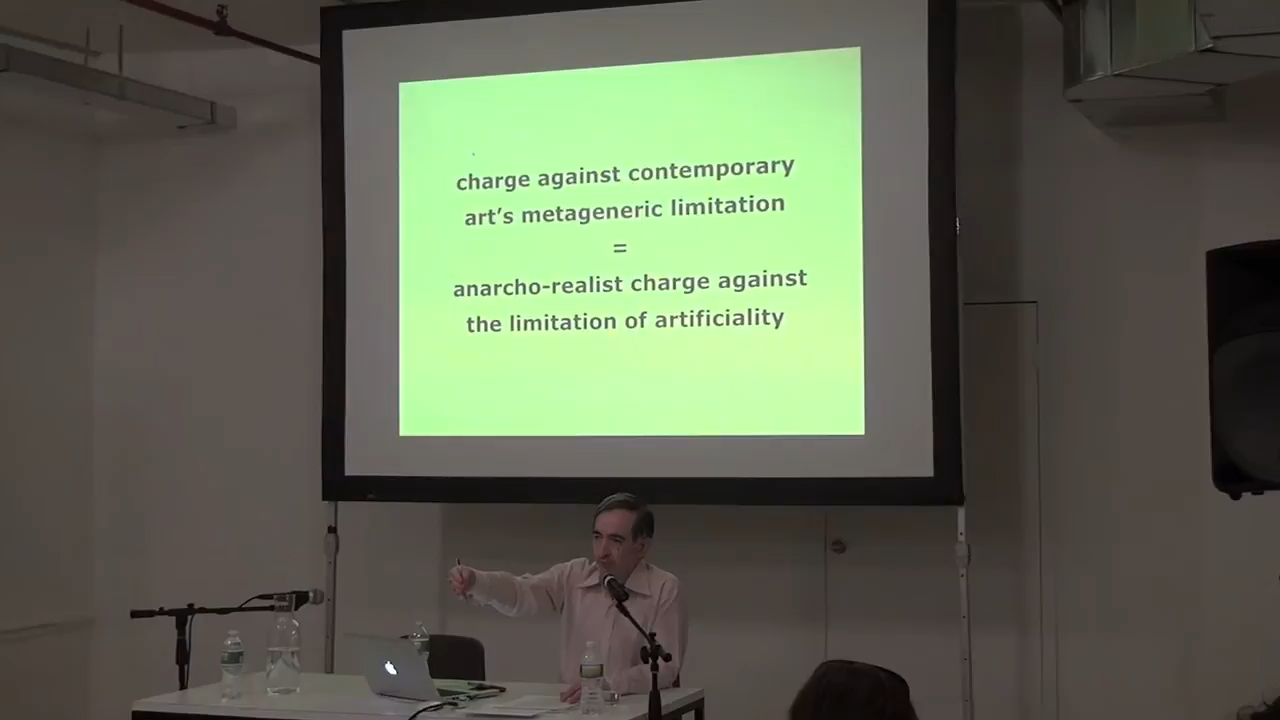 charge against contemporary
art's metageneric limitation
=
anarcho-realist charge against
the limitation of artificiality